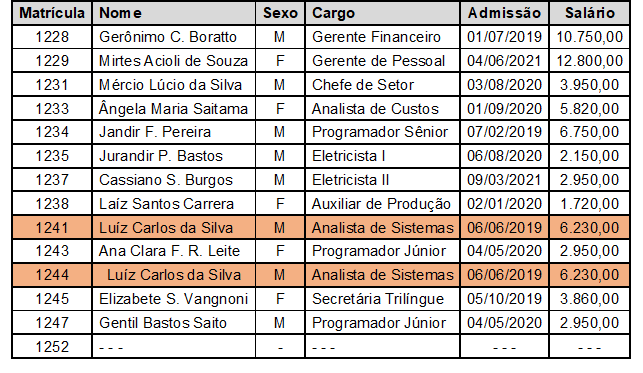 Matrícula Nome Sexo Cargo Admissão Salário
1228 Gerônimo C. Boratto M Gerente Financeiro 01/07/2019 10.750,00
1229 Mirtes Acioli de Souza F Gerente de Pessoal 04/06/2021 12.800,00
1231 Mércio Lúcio da Silva M Chefe de Setor 03/08/2020 3.950,00
1233 Ângela Maria Saitama F Analista de Custos 01/09/2020 5.820,00
1234 Jandir F. Pereira M Programador Sênior 07/02/2019 6.750,00
1235 Jurandir P. Bastos M Eletricista I 06/08/2020 2.150,00
1237 Cassiano S. Burgos M Eletricista II 09/03/2021 2.950,00
1238 Laíz Santos Carrera F Auxiliar de Produção 02/01/2020 1.720,00
1241 Luíz Carlos da Silva M Analista de Sistemas 06/06/2019 6.230,00
1243 Ana Clara F. R. Leite F Programador Júnior 04/05/2020 2.950,00
1244 Luíz Carlos da Silva M Analista de Sistemas 06/06/2019 6.230,00
1245 Elizabete S. Vangnoni F Secretária Trilíngue 05/10/2019 3.860,00
1247 Gentil Bastos Saito M Programador Júnior 04/05/2020 2.950,00
1252 - - - - - - - - - - - - -